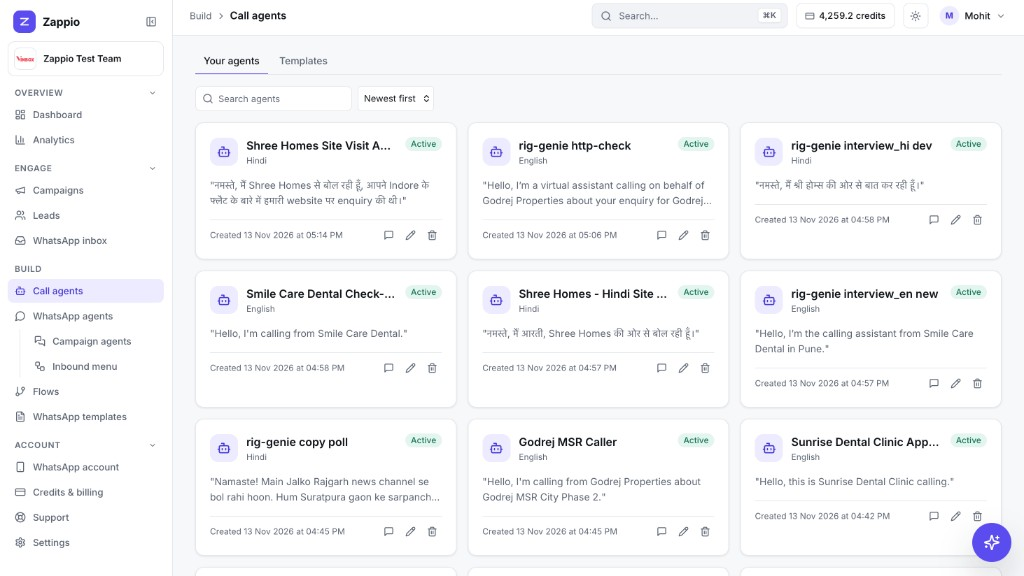 Zappio
Build > Call agents
Search...
⌘K
4,259.2 credits
M
Mohit
Zappio Test Team
OVERVIEW
Dashboard
Analytics
ENGAGE
Campaigns
Leads
WhatsApp inbox
BUILD
Call agents
WhatsApp agents
Campaign agents
Inbound menu
Flows
WhatsApp templates
ACCOUNT
WhatsApp account
Credits & billing
Support
Settings
Your agents
Templates
Search agents
Newest first
Shree Homes Site Visit A...
Active
Hindi
"नमस्ते, मैं Shree Homes से बोल रही हूँ, आपने Indore के
फ्लैट के बारे में हमारी website पर enquiry की थी।"
Created 13 Nov 2026 at 05:14 PM
rig-genie http-check
Active
English
"Hello, I'm a virtual assistant calling on behalf of
Godrej Properties about your enquiry for Godrej...
Created 13 Nov 2026 at 05:06 PM
rig-genie interview_hi dev
Active
Hindi
"नमस्ते, मैं श्री होम्स की ओर से बात कर रही हूँ।"
Created 13 Nov 2026 at 04:58 PM
Smile Care Dental Check-...
Active
English
"Hello, I'm calling from Smile Care Dental."
Created 13 Nov 2026 at 04:58 PM
Shree Homes - Hindi Site ...
Active
Hindi
"नमस्ते, मैं आरती, Shree Homes की ओर से बोल रही हूँ।"
Created 13 Nov 2026 at 04:57 PM
rig-genie interview_en new
Active
English
"Hello, I'm the calling assistant from Smile Care
Dental in Pune."
Created 13 Nov 2026 at 04:57 PM
rig-genie copy poll
Active
Hindi
"Namaste! Main Jalko Rajgarh news channel se
bol rahi hoon. Hum Suratpura gaon ke sarpanch...
Created 13 Nov 2026 at 04:45 PM
Godrej MSR Caller
Active
English
"Hello, I'm calling from Godrej Properties about
Godrej MSR City Phase 2."
Created 13 Nov 2026 at 04:45 PM
Sunrise Dental Clinic App...
Active
English
"Hello, this is Sunrise Dental Clinic calling."
Created 13 Nov 2026 at 04:42 PM